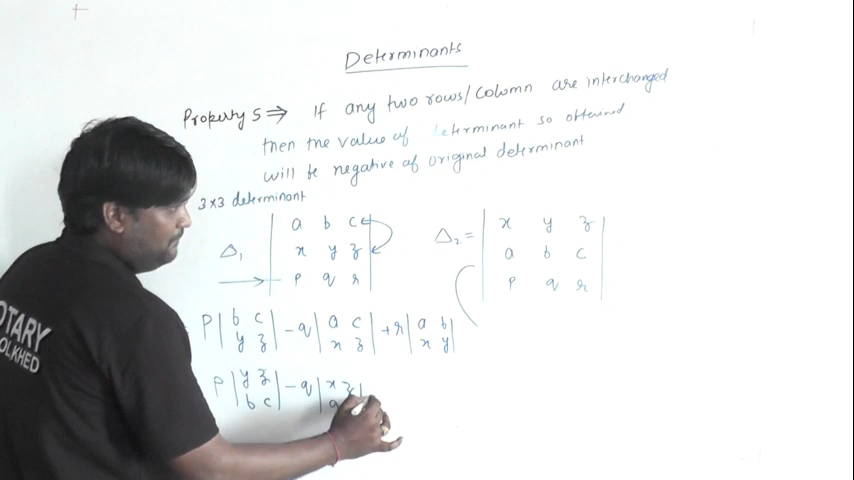 Determinants
Property 5 ⇒ If any two rows/column are interchanged
then the value of determinant so obtained
will be negative of original determinant
3×3 determinant
Δ₁ | a b c |
| x y z |
| p q r |
Δ₂ = | x y z |
| a b c |
| p q r |
P | b c | - q | a c | + r | a b |
| y z | | x z | | x y |
P | y z | - q | x z |
| b c | | a
OTARY
OLKHED